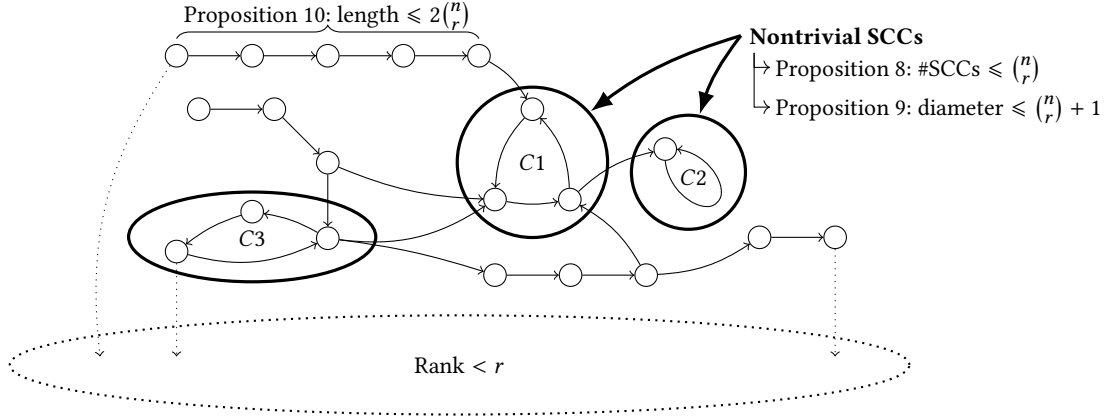 Proposition 10: length ⩽ 2(n r)
Nontrivial SCCs
Proposition 8: #SCCs ⩽ (n r)
Proposition 9: diameter ⩽ (n r) + 1
C1
C2
C3
Rank < r